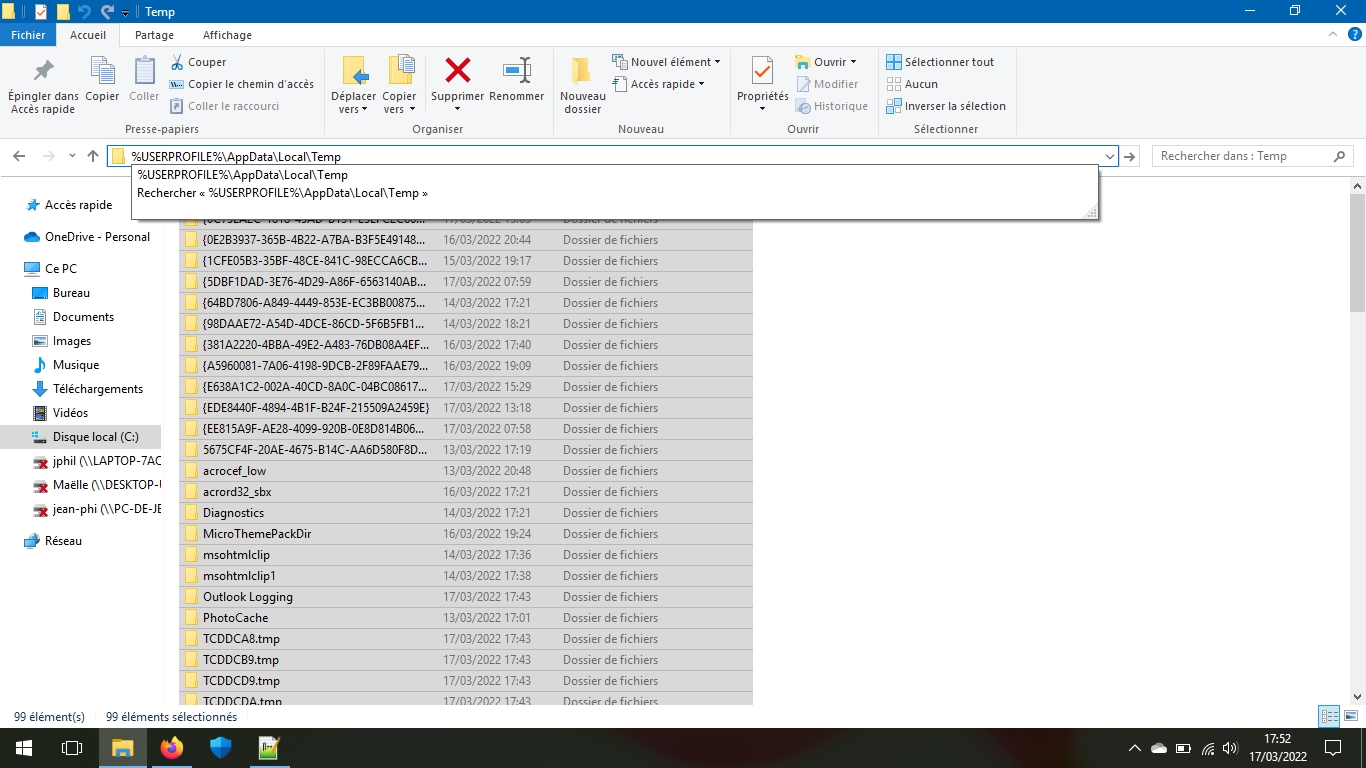 Temp
Fichier Accueil Partage Affichage
Épingler dans Accès rapide
Copier
Coller
Couper
Copier le chemin d'accès
Coller le raccourci
Presse-papiers
Déplacer vers
Copier vers
Supprimer
Renommer
Organiser
Nouveau dossier
Nouvel élément
Accès rapide
Nouveau
Propriétés
Ouvrir
Modifier
Historique
Ouvrir
Sélectionner tout
Aucun
Inverser la sélection
Sélectionner
%USERPROFILE%\AppData\Local\Temp
Rechercher dans : Temp
%USERPROFILE%\AppData\Local\Temp
Rechercher « %USERPROFILE%\AppData\Local\Temp »
Accès rapide
OneDrive - Personal
Ce PC
Bureau
Documents
Images
Musique
Téléchargements
Vidéos
Disque local (C:)
jphil (\\LAPTOP-7AC
Maëlle (\\DESKTOP-
jean-phi (\\PC-DE-JE
Réseau
Dossier de fichiers
{0E2B3937-365B-4B22-A7BA-B3F5E49148... 16/03/2022 20:44 Dossier de fichiers
{1CFE05B3-35BF-48CE-841C-98ECCA6CB... 15/03/2022 19:17 Dossier de fichiers
{5DBF1DAD-3E76-4D29-A86F-6563140AB... 17/03/2022 07:59 Dossier de fichiers
{64BD7806-A849-4449-853E-EC3BB00875... 14/03/2022 17:21 Dossier de fichiers
{98DAAE72-A54D-4DCE-86CD-5F6B5FB1... 14/03/2022 18:21 Dossier de fichiers
{381A2220-4BBA-49E2-A483-76DB08A4EF... 16/03/2022 17:40 Dossier de fichiers
{A5960081-7A06-4198-9DCB-2F89FAAE79... 16/03/2022 19:09 Dossier de fichiers
{E638A1C2-002A-40CD-8A0C-04BC08617... 17/03/2022 15:29 Dossier de fichiers
{EDE8440F-4894-4B1F-B24F-215509A2459E} 17/03/2022 13:18 Dossier de fichiers
{EE815A9F-AE28-4099-920B-0E8D814B06... 17/03/2022 07:58 Dossier de fichiers
5675CF4F-20AE-4675-B14C-AA6D580F8D... 13/03/2022 17:19 Dossier de fichiers
acrocef_low 13/03/2022 20:48 Dossier de fichiers
acrord32_sbx 16/03/2022 17:21 Dossier de fichiers
Diagnostics 14/03/2022 17:21 Dossier de fichiers
MicroThemePackDir 16/03/2022 19:24 Dossier de fichiers
msohtmlclip 14/03/2022 17:36 Dossier de fichiers
msohtmlclip1 14/03/2022 17:38 Dossier de fichiers
Outlook Logging 17/03/2022 17:43 Dossier de fichiers
PhotoCache 13/03/2022 17:01 Dossier de fichiers
TCDDCA8.tmp 17/03/2022 17:43 Dossier de fichiers
TCDDCB9.tmp 17/03/2022 17:43 Dossier de fichiers
TCDDCD9.tmp 17/03/2022 17:43 Dossier de fichiers
TCDDCDA.tmp 17/03/2022 17:43 Dossier de fichiers
99 élément(s) 99 éléments sélectionnés
17:52
17/03/2022